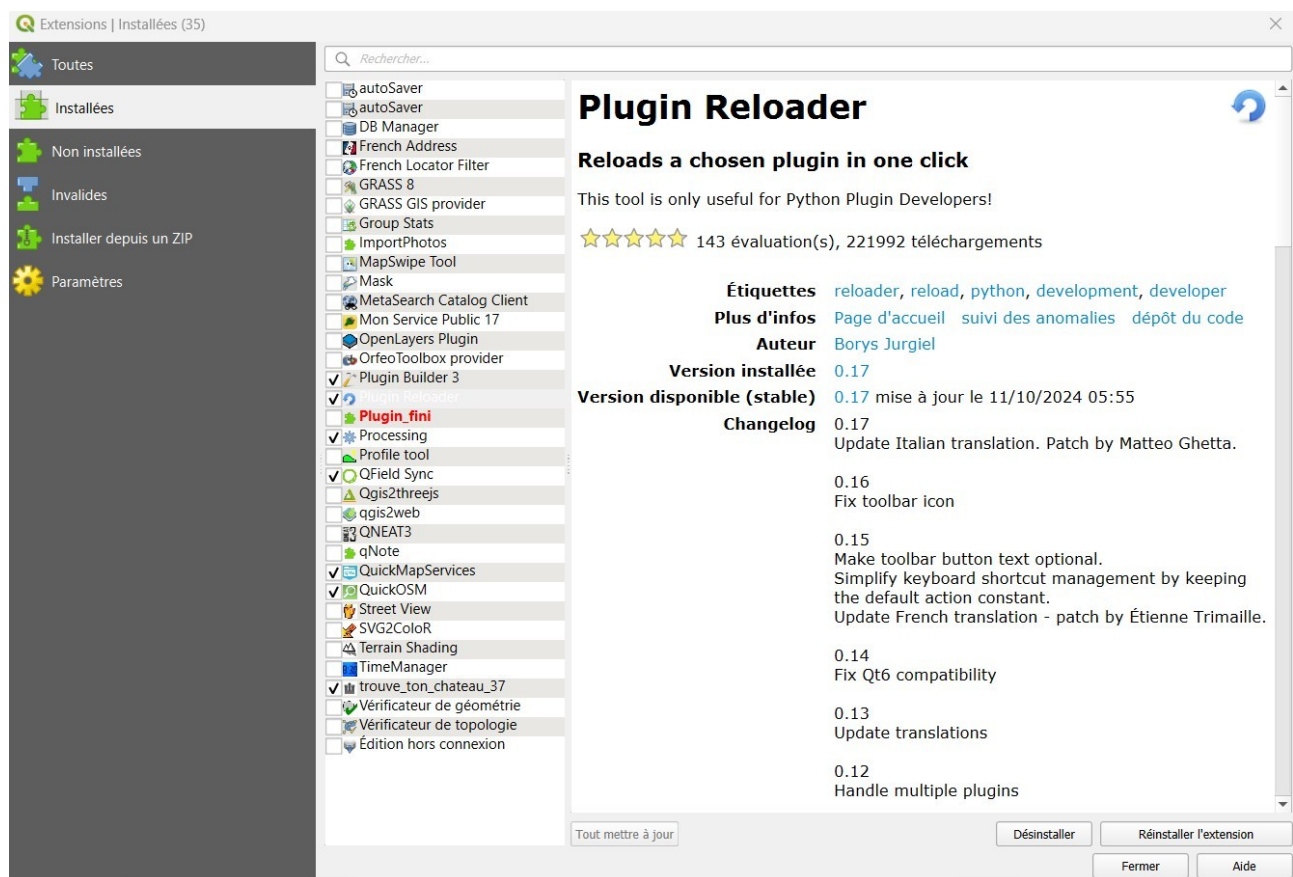 Extensions | Installées (35)
Toutes
Installées
Non installées
Invalides
Installer depuis un ZIP
Paramètres
Rechercher...
autoSaver
autoSaver
DB Manager
French Address
French Locator Filter
GRASS 8
GRASS GIS provider
Group Stats
ImportPhotos
MapSwipe Tool
Mask
MetaSearch Catalog Client
Mon Service Public 17
OpenLayers Plugin
OrfeoToolbox provider
Plugin Builder 3
Plugin Reloader
Plugin_fini
Processing
Profile tool
QField Sync
Qgis2threejs
qgis2web
QNEAT3
qNote
QuickMapServices
QuickOSM
Street View
SVG2ColoR
Terrain Shading
TimeManager
trouve_ton_chateau_37
Vérificateur de géométrie
Vérificateur de topologie
Édition hors connexion
Plugin Reloader
Reloads a chosen plugin in one click
This tool is only useful for Python Plugin Developers!
143 évaluation(s), 221992 téléchargements
Étiquettes reloader, reload, python, development, developer
Plus d'infos Page d'accueil suivi des anomalies dépôt du code
Auteur Borys Jurgiel
Version installée 0.17
Version disponible (stable) 0.17 mise à jour le 11/10/2024 05:55
Changelog 0.17
Update Italian translation. Patch by Matteo Ghetta.
0.16
Fix toolbar icon
0.15
Make toolbar button text optional.
Simplify keyboard shortcut management by keeping
the default action constant.
Update French translation - patch by Étienne Trimaille.
0.14
Fix Qt6 compatibility
0.13
Update translations
0.12
Handle multiple plugins
Tout mettre à jour
Désinstaller
Réinstaller l'extension
Fermer
Aide